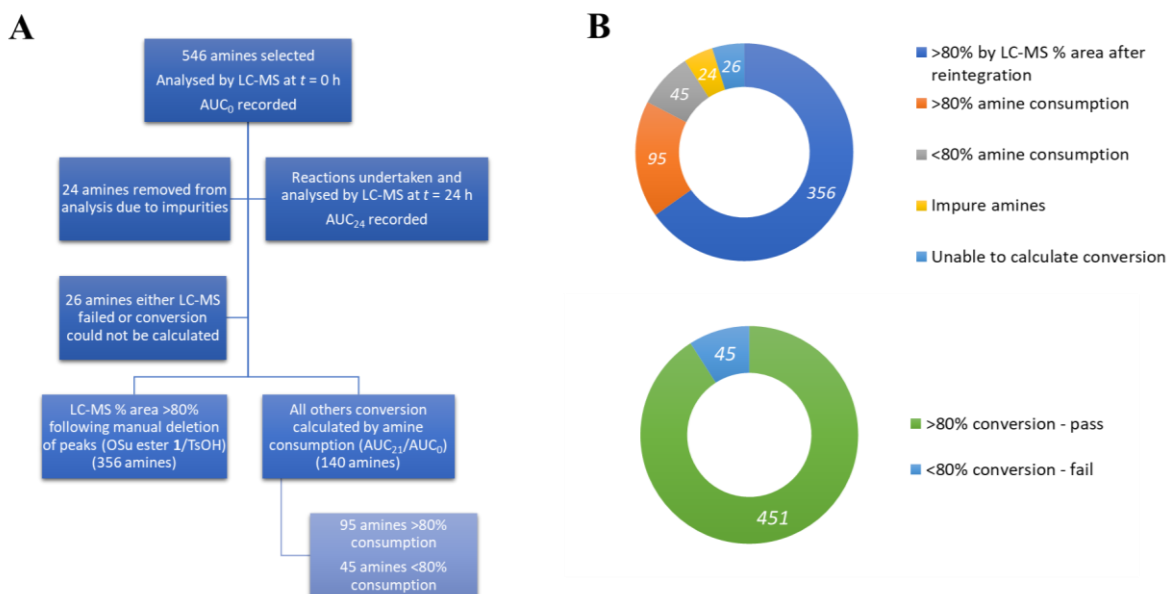 A
546 amines selected
Analysed by LC-MS at t = 0 h
AUC0 recorded
24 amines removed from
analysis due to impurities
Reactions undertaken and
analysed by LC-MS at t = 24 h
AUC24 recorded
26 amines either LC-MS
failed or conversion
could not be calculated
LC-MS % area >80%
following manual deletion
of peaks (OSu ester 1/TsOH)
(356 amines)
All others conversion
calculated by amine
consumption (AUC21/AUC0)
(140 amines)
95 amines >80%
consumption
45 amines <80%
consumption
B
26
24
45
95
356
>80% by LC-MS % area after
reintegration
>80% amine consumption
<80% amine consumption
Impure amines
Unable to calculate conversion
45
451
>80% conversion - pass
<80% conversion - fail